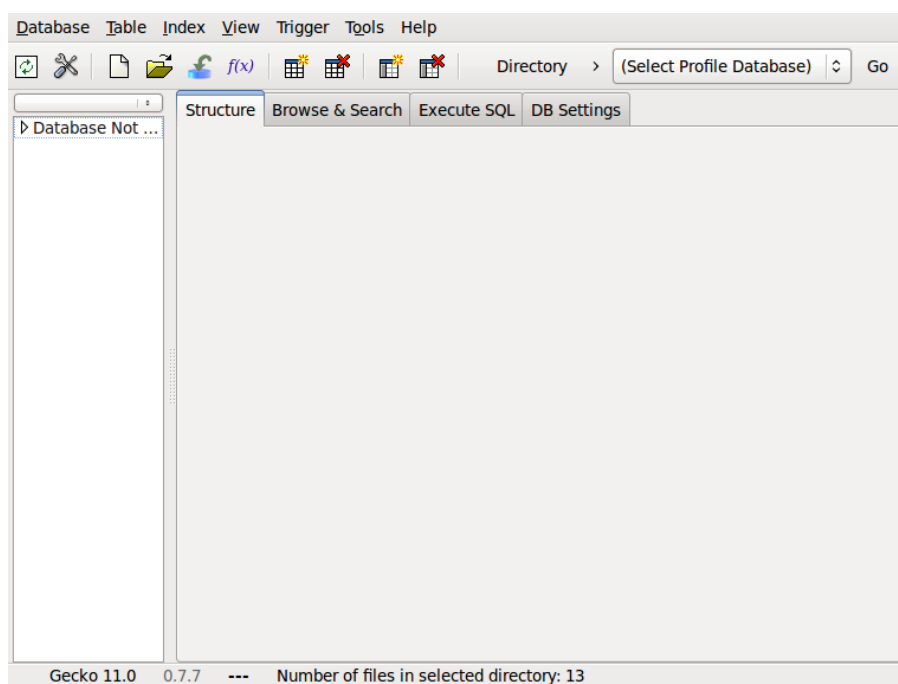 Database Table Index View Trigger Tools Help
f(x) Directory > (Select Profile Database) Go
Structure Browse & Search Execute SQL DB Settings
Database Not ...
Gecko 11.0 0.7.7 --- Number of files in selected directory: 13